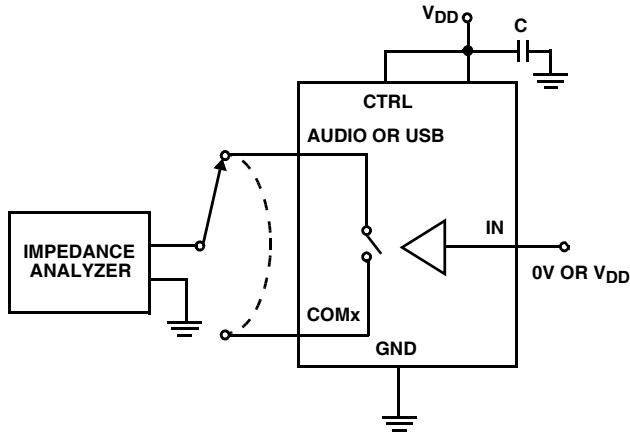 VDD
C
CTRL
AUDIO OR USB
IMPEDANCE
ANALYZER
IN
0V OR VDD
COMx
GND